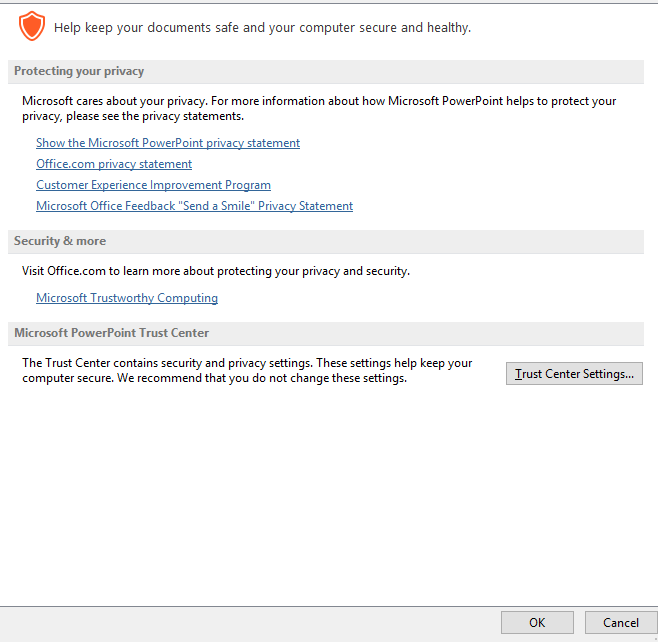 Help keep your documents safe and your computer secure and healthy.
Protecting your privacy
Microsoft cares about your privacy. For more information about how Microsoft PowerPoint helps to protect your
privacy, please see the privacy statements.
Show the Microsoft PowerPoint privacy statement
Office.com privacy statement
Customer Experience Improvement Program
Microsoft Office Feedback "Send a Smile" Privacy Statement
Security & more
Visit Office.com to learn more about protecting your privacy and security.
Microsoft Trustworthy Computing
Microsoft PowerPoint Trust Center
The Trust Center contains security and privacy settings. These settings help keep your
computer secure. We recommend that you do not change these settings.
Trust Center Settings...
OK
Cancel